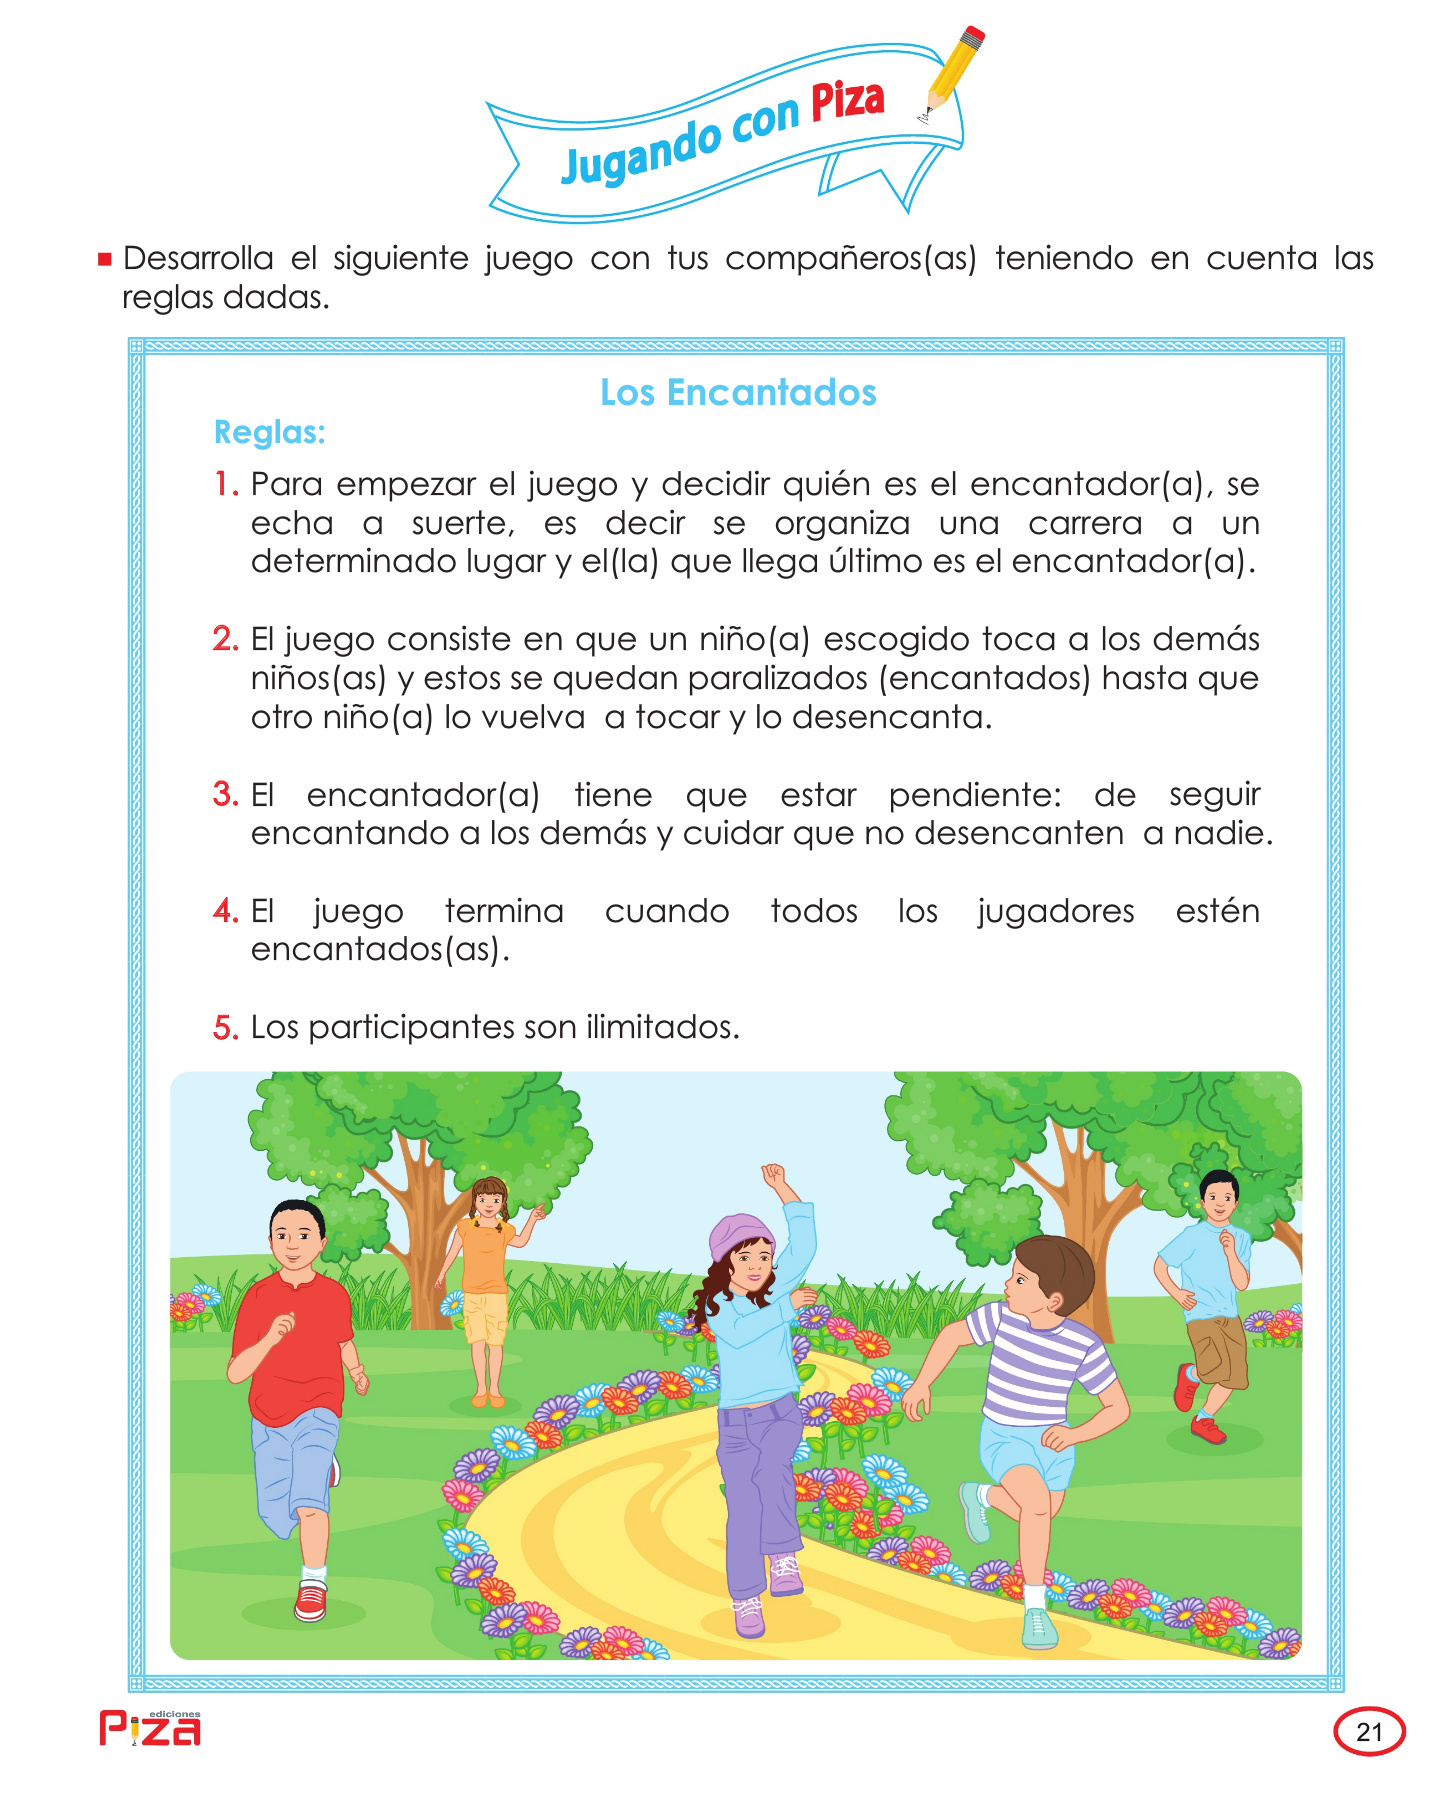 Jugando con Piza
Desarrolla el siguiente juego con tus compañeros(as) teniendo en cuenta las
reglas dadas.
Los Encantados
Reglas:
1. Para empezar el juego y decidir quién es el encantador(a), se
echa a suerte, es decir se organiza una carrera a un
determinado lugar y el(la) que llega último es el encantador(a).
2. El juego consiste en que un niño(a) escogido toca a los demás
niños(as) y estos se quedan paralizados (encantados) hasta que
otro niño(a) lo vuelva a tocar y lo desencanta.
3. El encantador(a) tiene que estar pendiente: de seguir
encantando a los demás y cuidar que no desencanten a nadie.
4. El juego termina cuando todos los jugadores estén
encantados(as).
5. Los participantes son ilimitados.
ediciones
Piza
21